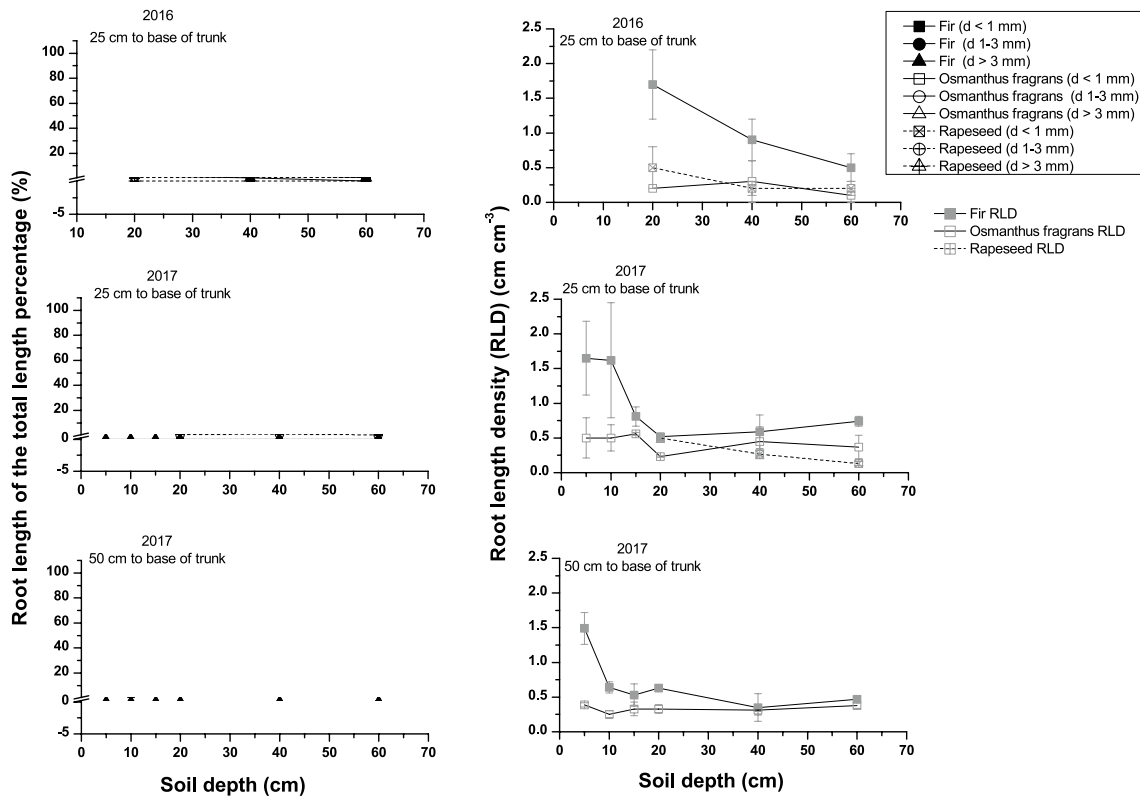 Root length of the total length percentage (%)
2016
25 cm to base of trunk
100
80
60
40
20
-5
10 20 30 40 50 60 70
2017
25 cm to base of trunk
100
80
60
40
20
0
-5
0 10 20 30 40 50 60 70
2017
50 cm to base of trunk
100
80
60
40
20
0
-5
0 10 20 30 40 50 60 70
Soil depth (cm)
Root length density (RLD) (cm cm-3)
2016
25 cm to base of trunk
2.5
2.0
1.5
1.0
0.5
0.0
0 10 20 30 40 50 60 70
2017
25 cm to base of trunk
2.5
2.0
1.5
1.0
0.5
0.0
0 10 20 30 40 50 60 70
2017
50 cm to base of trunk
2.5
2.0
1.5
1.0
0.5
0.0
0 10 20 30 40 50 60 70
Soil depth (cm)
Fir (d < 1 mm)
Fir (d 1-3 mm)
Fir (d > 3 mm)
Osmanthus fragrans (d < 1 mm)
Osmanthus fragrans (d 1-3 mm)
Osmanthus fragrans (d > 3 mm)
Rapeseed (d < 1 mm)
Rapeseed (d 1-3 mm)
Rapeseed (d > 3 mm)
Fir RLD
Osmanthus fragrans RLD
Rapeseed RLD